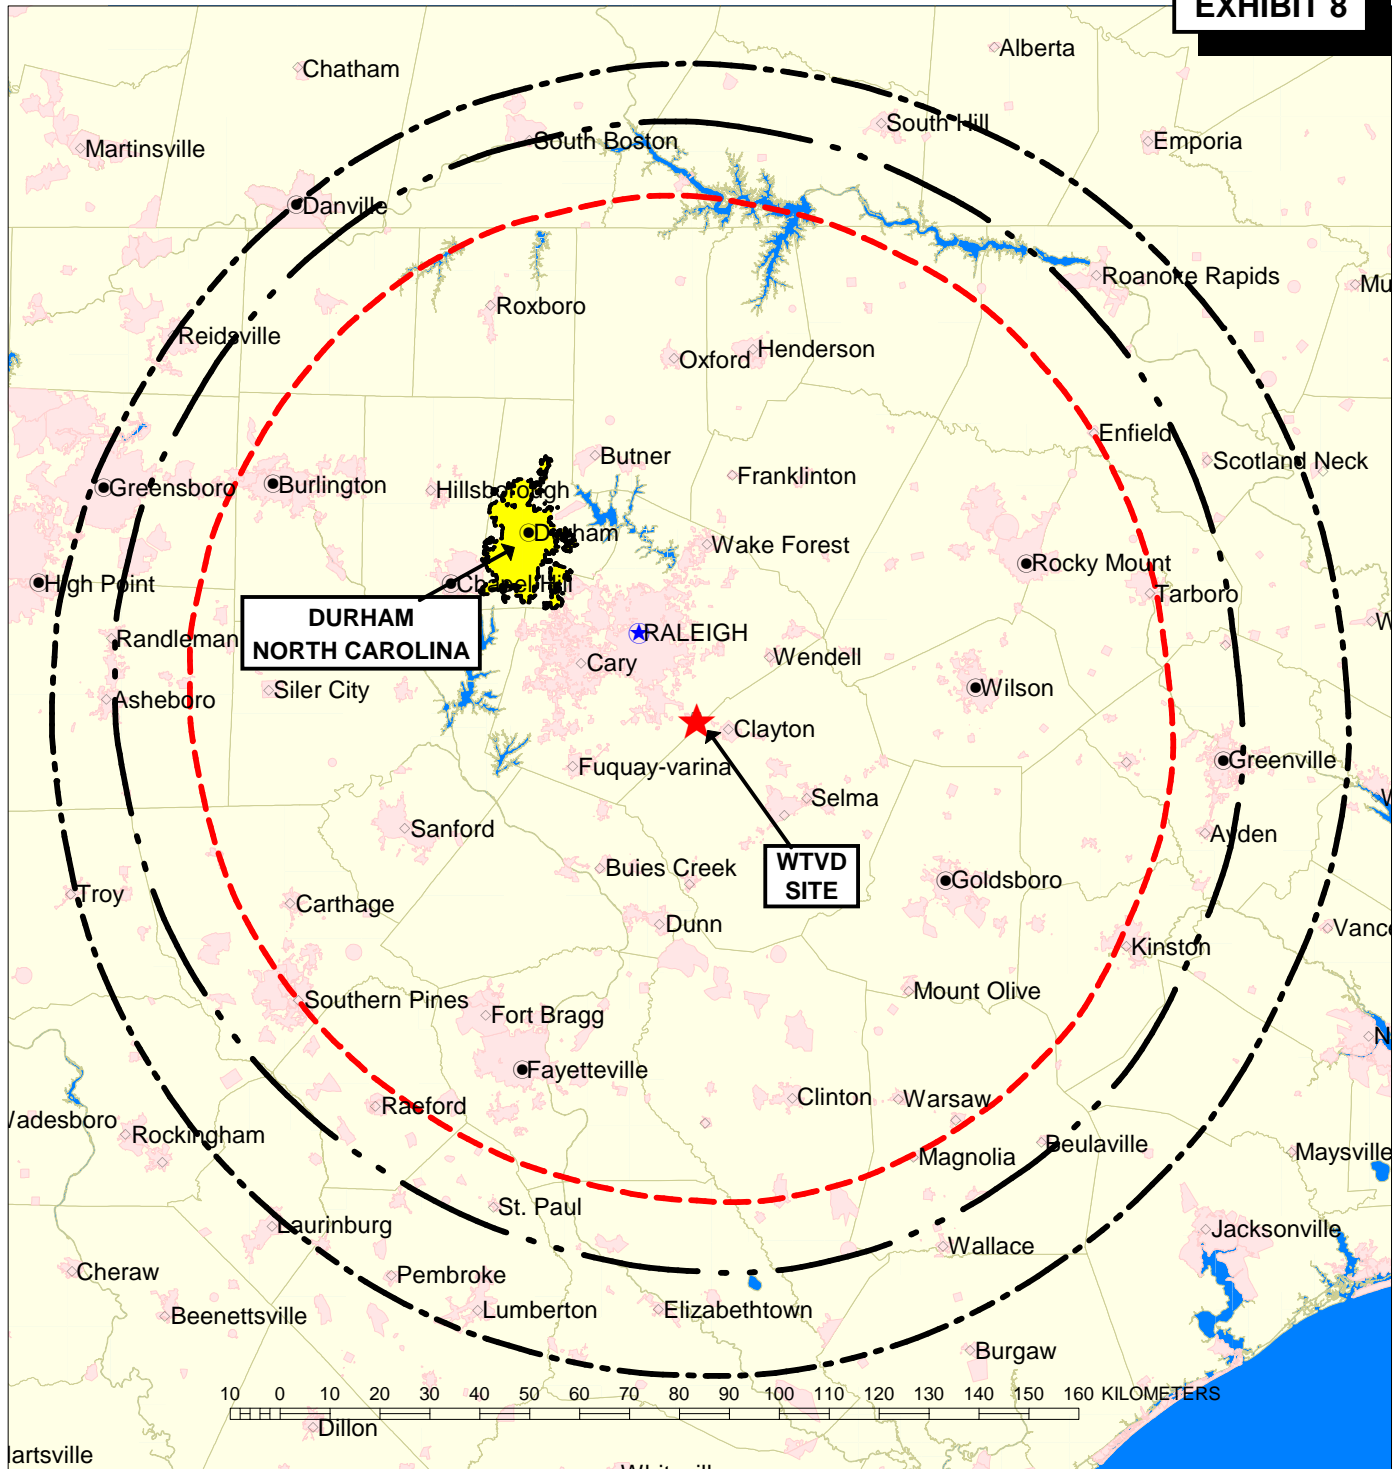 EXHIBIT 8
Alberta
Chatham
South Hill
South Boston
Emporia
Martinsville
Danville
Roanoke Rapids
Mu
Roxboro
Reidsville
Henderson
Oxford
Enfield
Butner
Scotland Neck
Franklinton
Greensboro
Burlington
Hillsborough
Durham
Wake Forest
Rocky Mount
High Point
Chapel Hill
Tarboro
DURHAM
NORTH CAROLINA
W
RALEIGH
Randleman
Cary
Wendell
Siler City
Wilson
Asheboro
Clayton
Greenville
Fuquay-varina
Selma
W
Sanford
Ayden
WTVD
SITE
Buies Creek
Goldsboro
Troy
Carthage
Dunn
Vanc
Kinston
Southern Pines
Mount Olive
Fort Bragg
N
Fayetteville
Clinton
Warsaw
Raeford
Wadesboro
Rockingham
Beulaville
Maysville
Magnolia
St. Paul
Laurinburg
Jacksonville
Wallace
Cheraw
Pembroke
Beenettsville
Lumberton
Elizabethtown
Burgaw
10 0 10 20 30 40 50 60 70 80 90 100 110 120 130 140 150 160 KILOMETERS
Dillon
lartsville